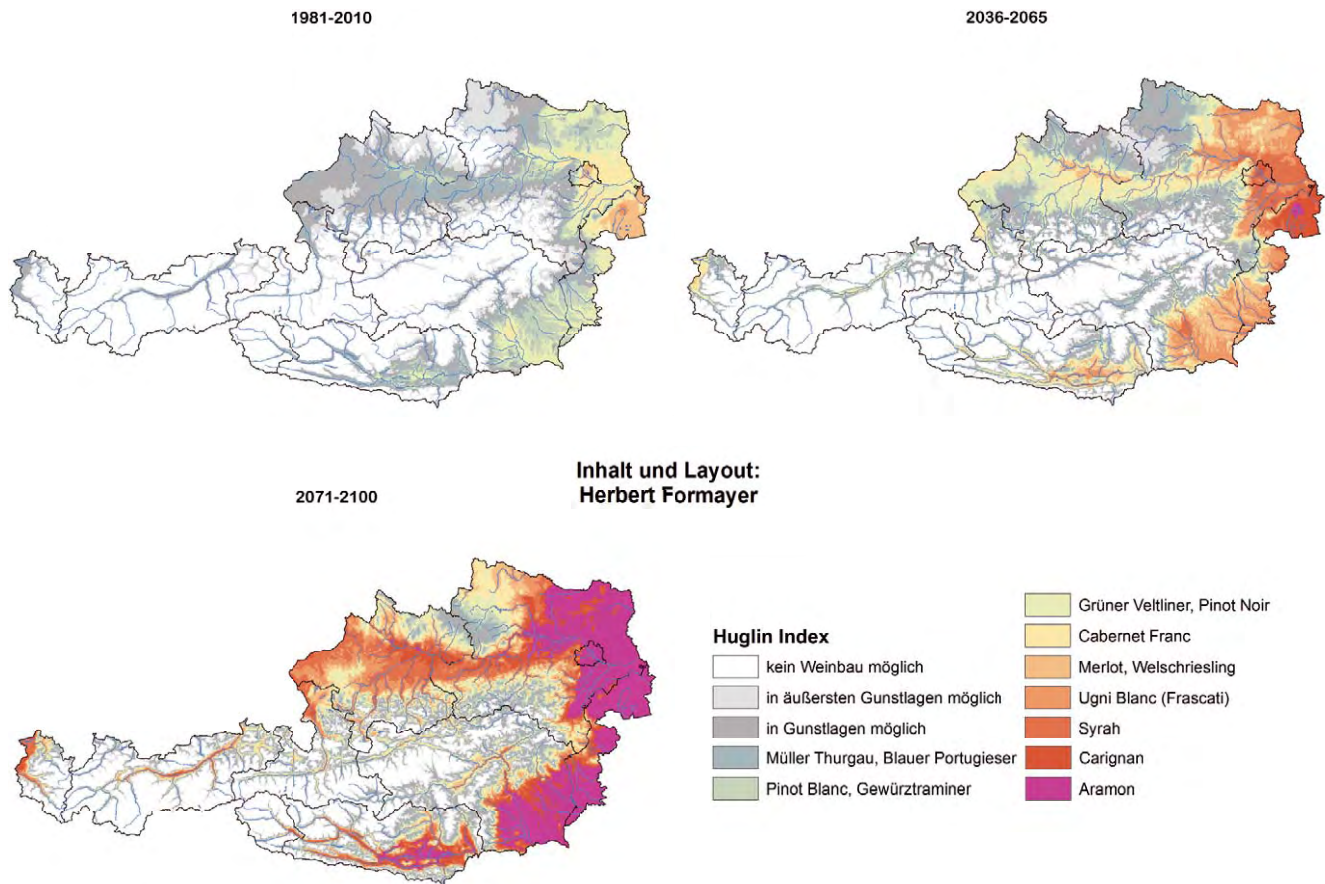 1981-2010
2036-2065
Inhalt und Layout:
Herbert Formayer
2071-2100
Huglin Index
kein Weinbau möglich
in äußersten Gunstlagen möglich
in Gunstlagen möglich
Müller Thurgau, Blauer Portugieser
Pinot Blanc, Gewürztraminer
Grüner Veltliner, Pinot Noir
Cabernet Franc
Merlot, Welschriesling
Ugni Blanc (Frascati)
Syrah
Carignan
Aramon